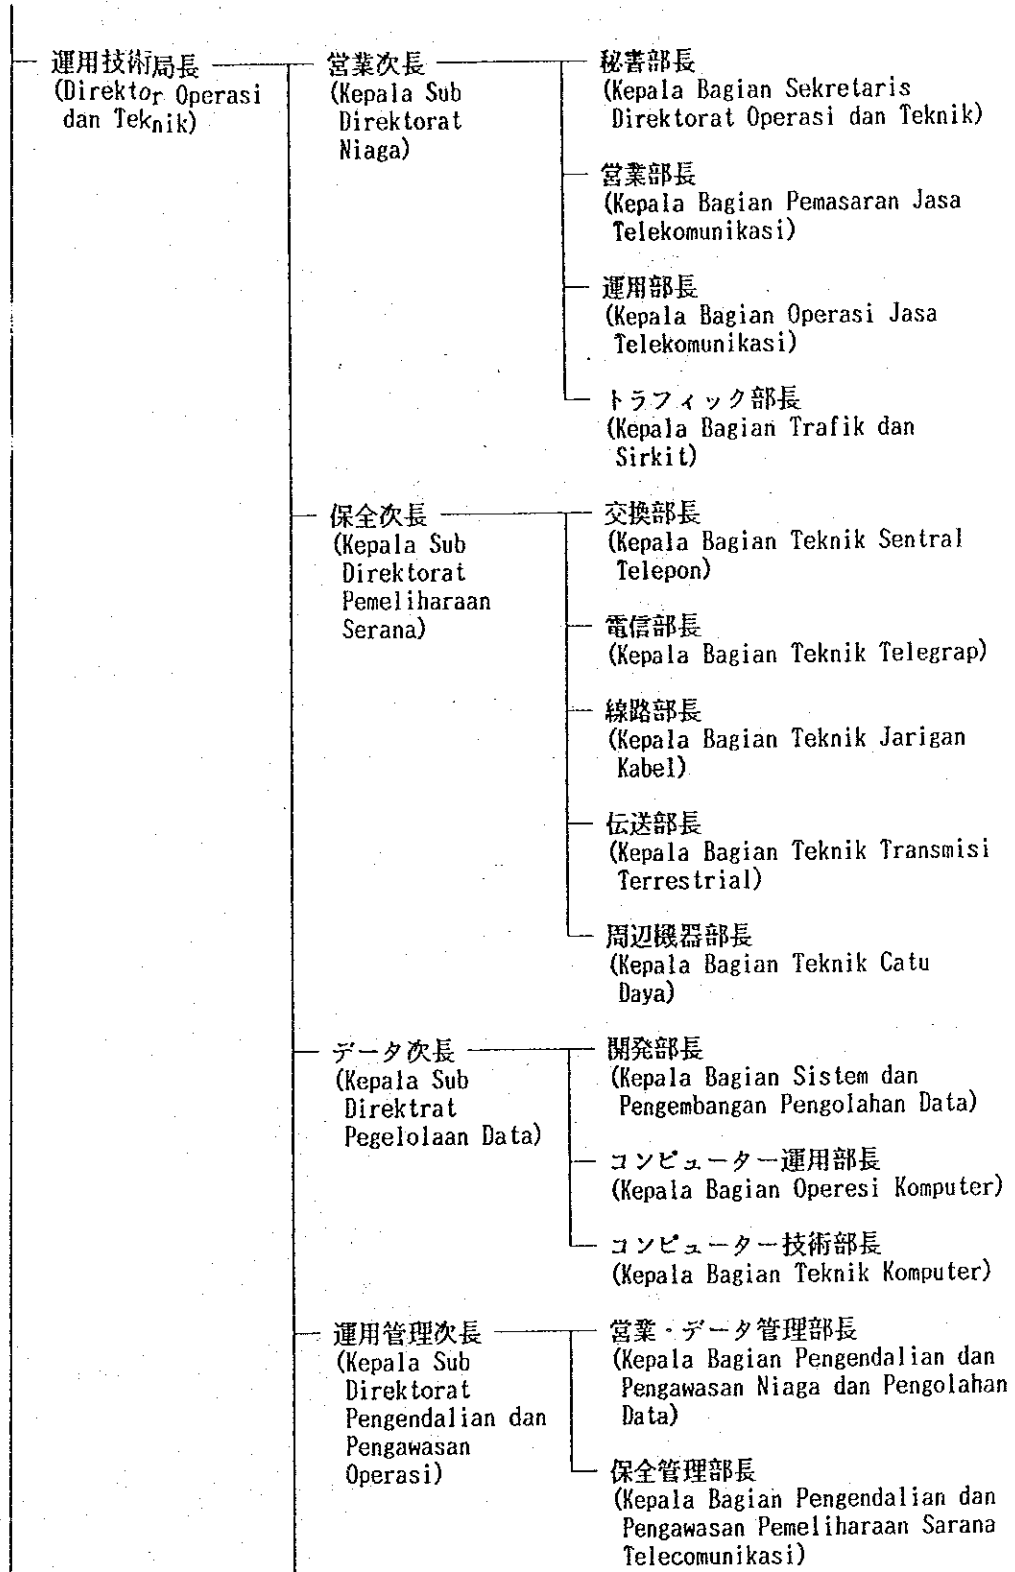 運用技術局長
(Direktor Operasi
dan Teknik)
営業次長
(Kepala Sub
Direktorat
Niaga)
秘書部長
(Kepala Bagian Sekretaris
Direktorat Operasi dan Teknik)
営業部長
(Kepala Bagian Pemasaran Jasa
Telekomunikasi)
運用部長
(Kepala Bagian Operasi Jasa
Telekomunikasi)
トラフィック部長
(Kepala Bagian Trafik dan
Sirkit)
保全次長
(Kepala Sub
Direktorat
Pemeliharaan
Serana)
交換部長
(Kepala Bagian Teknik Sentral
Telepon)
電信部長
(Kepala Bagian Teknik Telegrap)
線路部長
(Kepala Bagian Teknik Jarigan
Kabel)
伝送部長
(Kepala Bagian Teknik Transmisi
Terrestrial)
周辺機器部長
(Kepala Bagian Teknik Catu
Daya)
データ次長
(Kepala Sub
Direktrat
Pegelolaan Data)
開発部長
(Kepala Bagian Sistem dan
Pengembangan Pengolahan Data)
コンピューター運用部長
(Kepala Bagian Operesi Komputer)
コンピューター技術部長
(Kepala Bagian Teknik Komputer)
運用管理次長
(Kepala Sub
Direktorat
Pengendalian dan
Pengawasan
Operasi)
営業・データ管理部長
(Kepala Bagian Pengendalian dan
Pengawasan Niaga dan Pengolahan
Data)
保全管理部長
(Kepala Bagian Pengendalian dan
Pengawasan Pemeliharaan Sarana
Telecomunikasi)